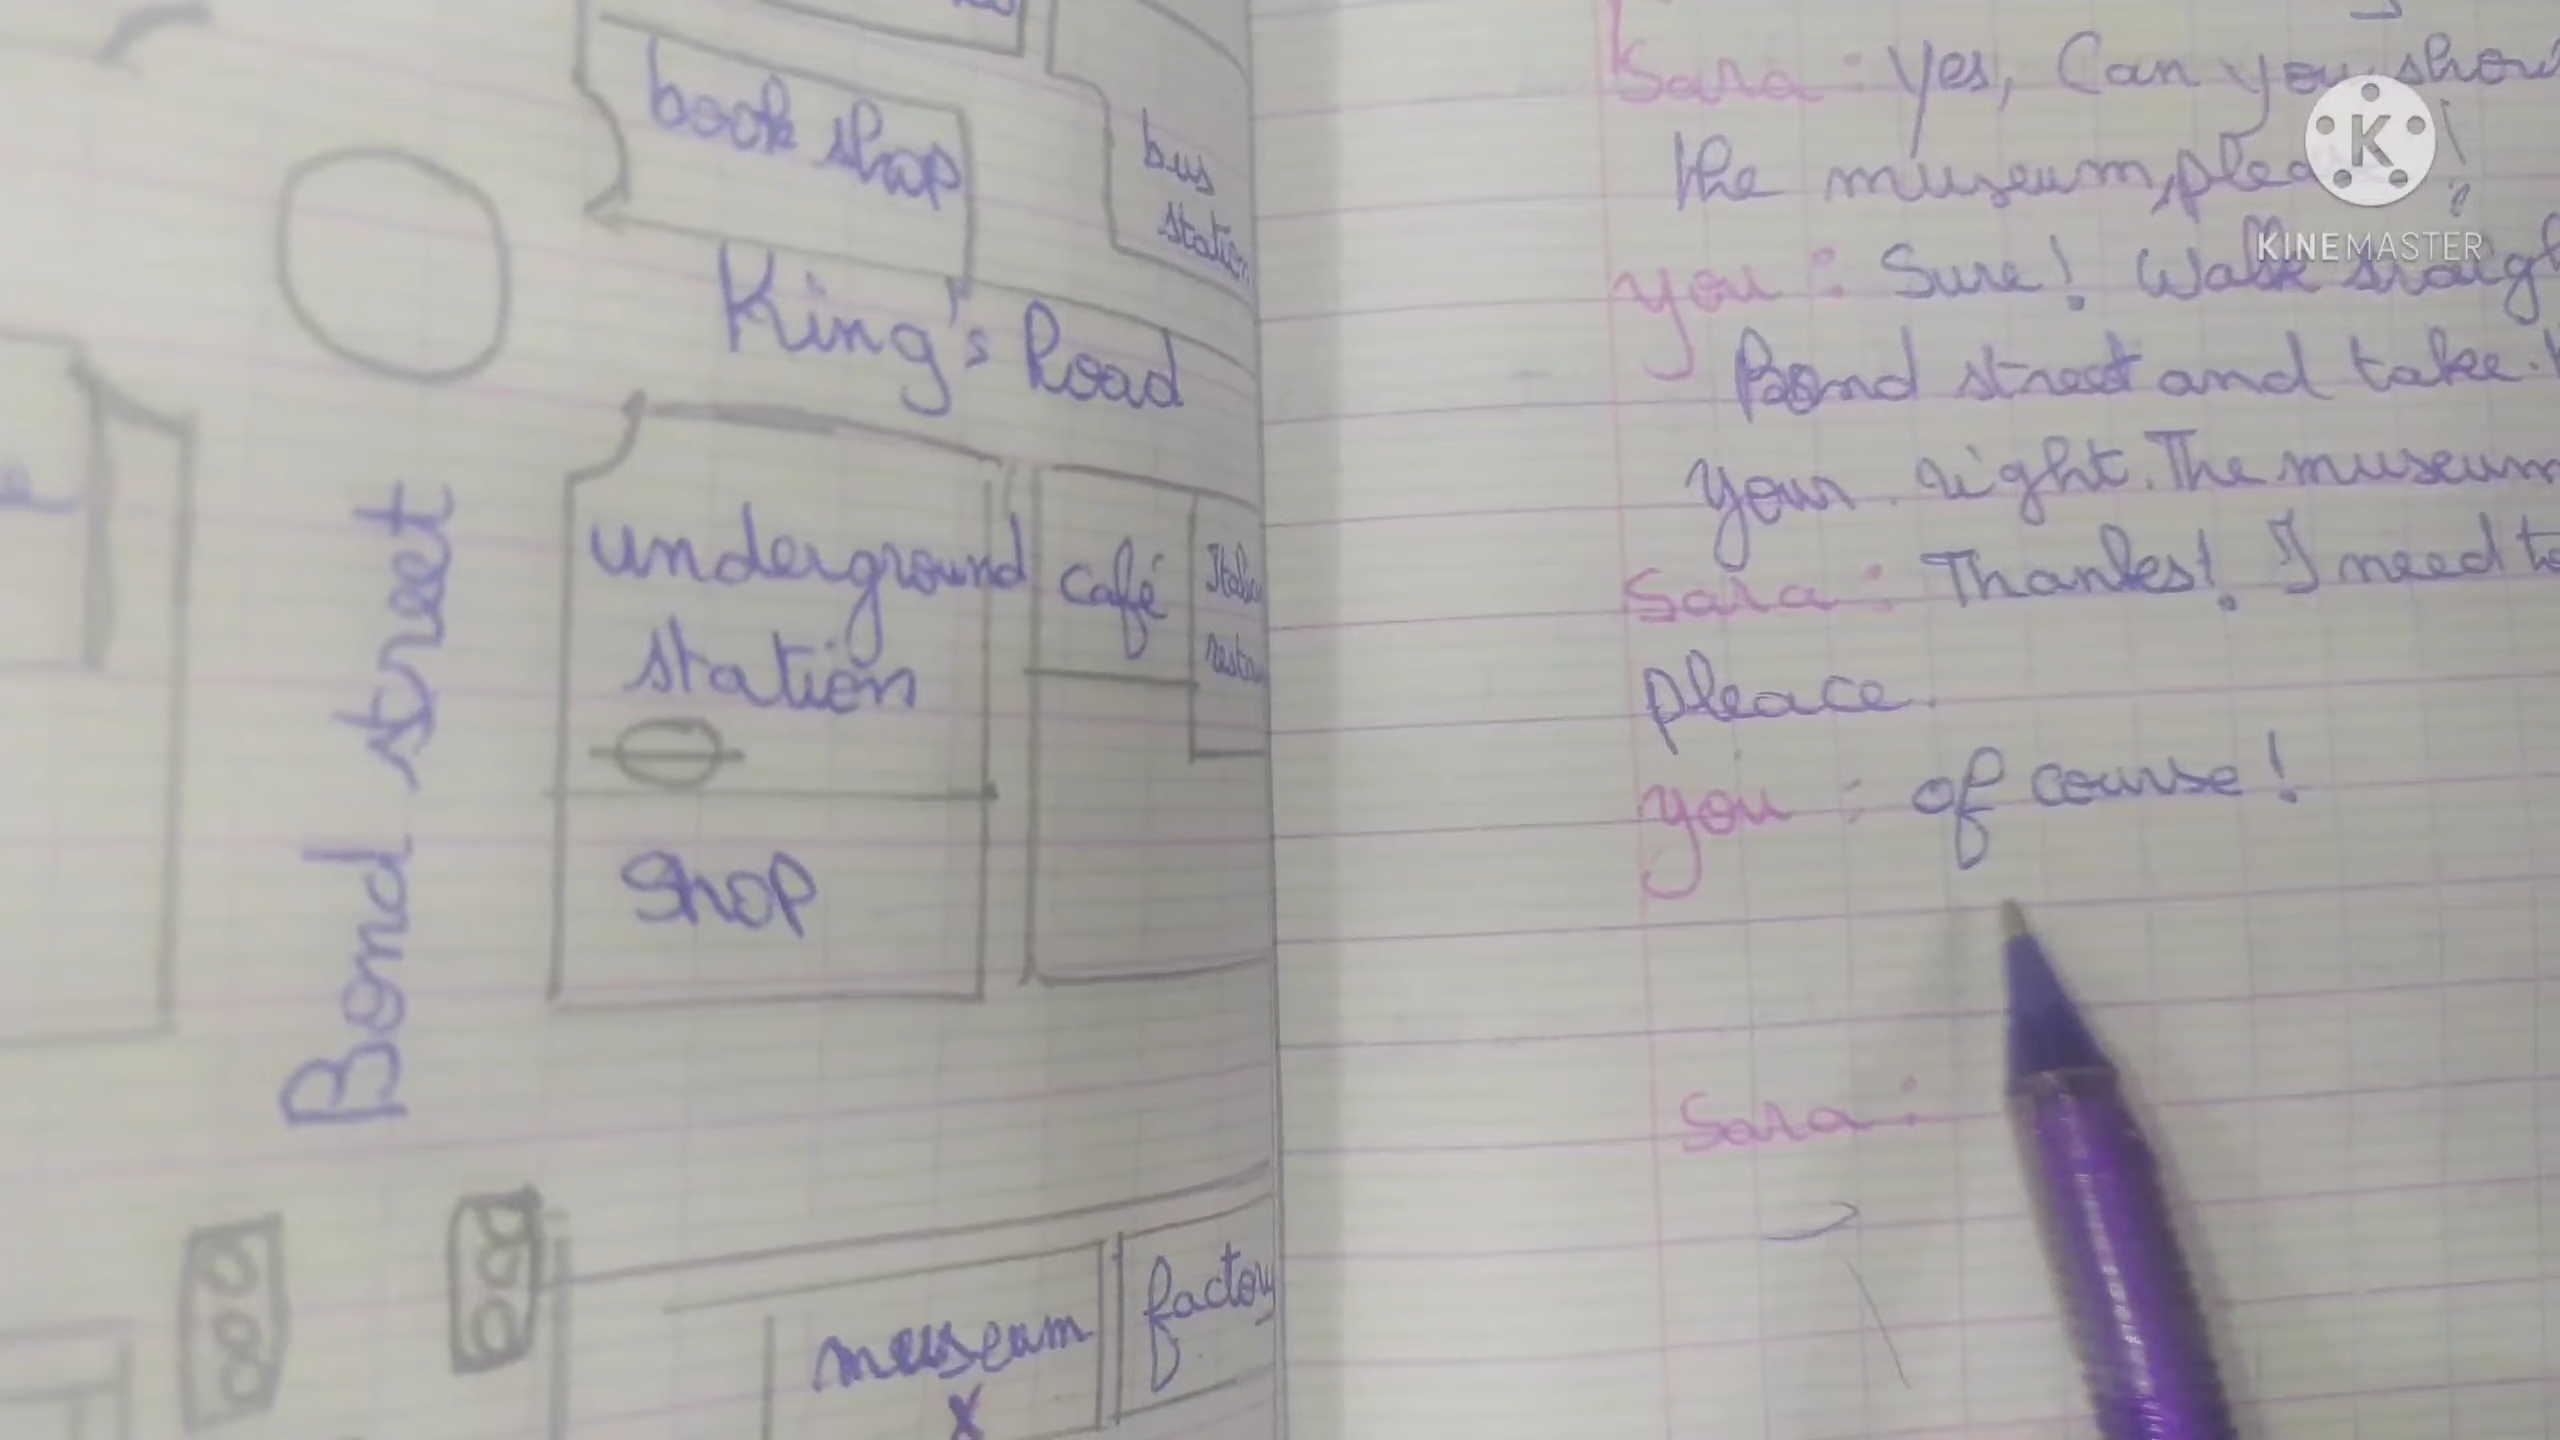 book shop
bus
station
King's Road
Bond street
underground
station
café
shop
museum
x
factory
Sara : Yes, Can you show
the museum,
you : Sure! Walk
Bond street and take
your right. The museum
Sara : Thanks! I need to
pleace.
you : of course!
Sara :
K
KINEMASTER